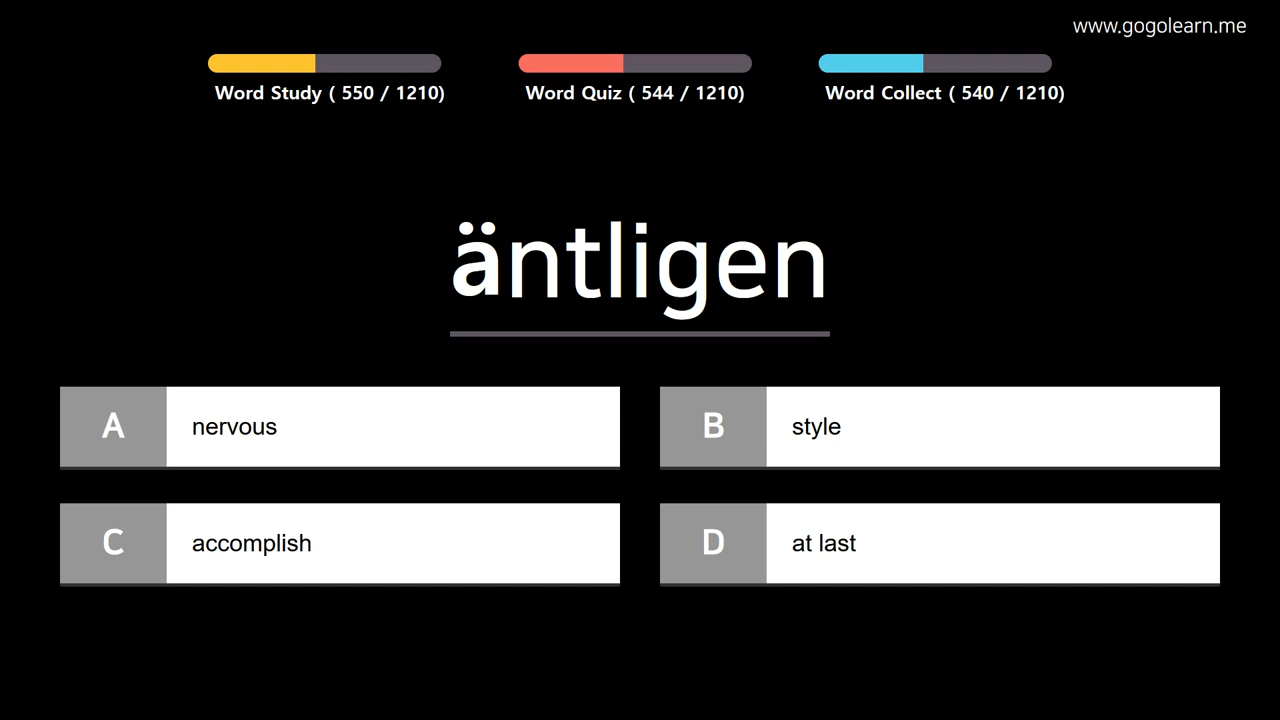 www.gogolearn.me
Word Study ( 550 / 1210)
Word Quiz ( 544 / 1210)
Word Collect ( 540 / 1210)
äntligen
A nervous
B style
C accomplish
D at last